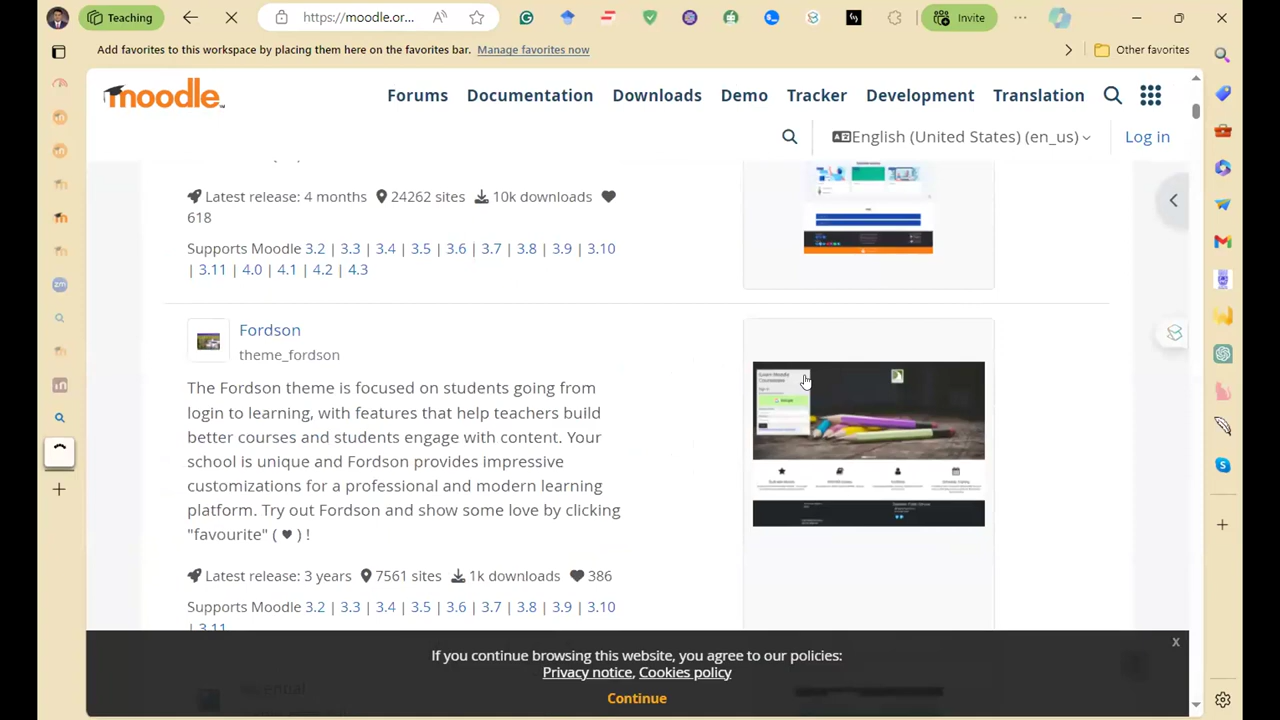 Teaching
https://moodle.or...
Invite
Add favorites to this workspace by placing them here on the favorites bar. Manage favorites now
Other favorites
moodle
Forums Documentation Downloads Demo Tracker Development Translation
English (United States) (en_us)
Log in
Latest release: 4 months 24262 sites 10k downloads
618
Supports Moodle 3.2 | 3.3 | 3.4 | 3.5 | 3.6 | 3.7 | 3.8 | 3.9 | 3.10
| 3.11 | 4.0 | 4.1 | 4.2 | 4.3
Fordson
theme_fordson
The Fordson theme is focused on students going from
login to learning, with features that help teachers build
better courses and students engage with content. Your
school is unique and Fordson provides impressive
customizations for a professional and modern learning
platform. Try out Fordson and show some love by clicking
"favourite" ( ♥ ) !
Latest release: 3 years 7561 sites 1k downloads 386
Supports Moodle 3.2 | 3.3 | 3.4 | 3.5 | 3.6 | 3.7 | 3.8 | 3.9 | 3.10
| 3.11
If you continue browsing this website, you agree to our policies:
x
Privacy notice, Cookies policy
Continue